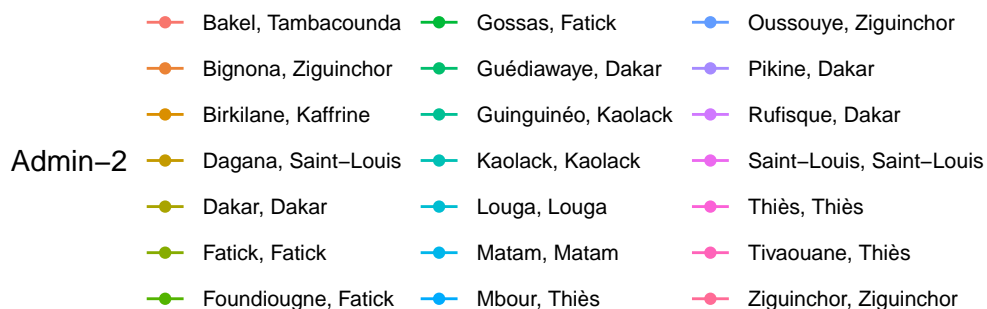 Admin−2
Bakel, Tambacounda
Bignona, Ziguinchor
Birkilane, Kaffrine
Dagana, Saint−Louis
Dakar, Dakar
Fatick, Fatick
Foundiougne, Fatick
Gossas, Fatick
Guédiawaye, Dakar
Guinguinéo, Kaolack
Kaolack, Kaolack
Louga, Louga
Matam, Matam
Mbour, Thiès
Oussouye, Ziguinchor
Pikine, Dakar
Rufisque, Dakar
Saint−Louis, Saint−Louis
Thiès, Thiès
Tivaouane, Thiès
Ziguinchor, Ziguinchor